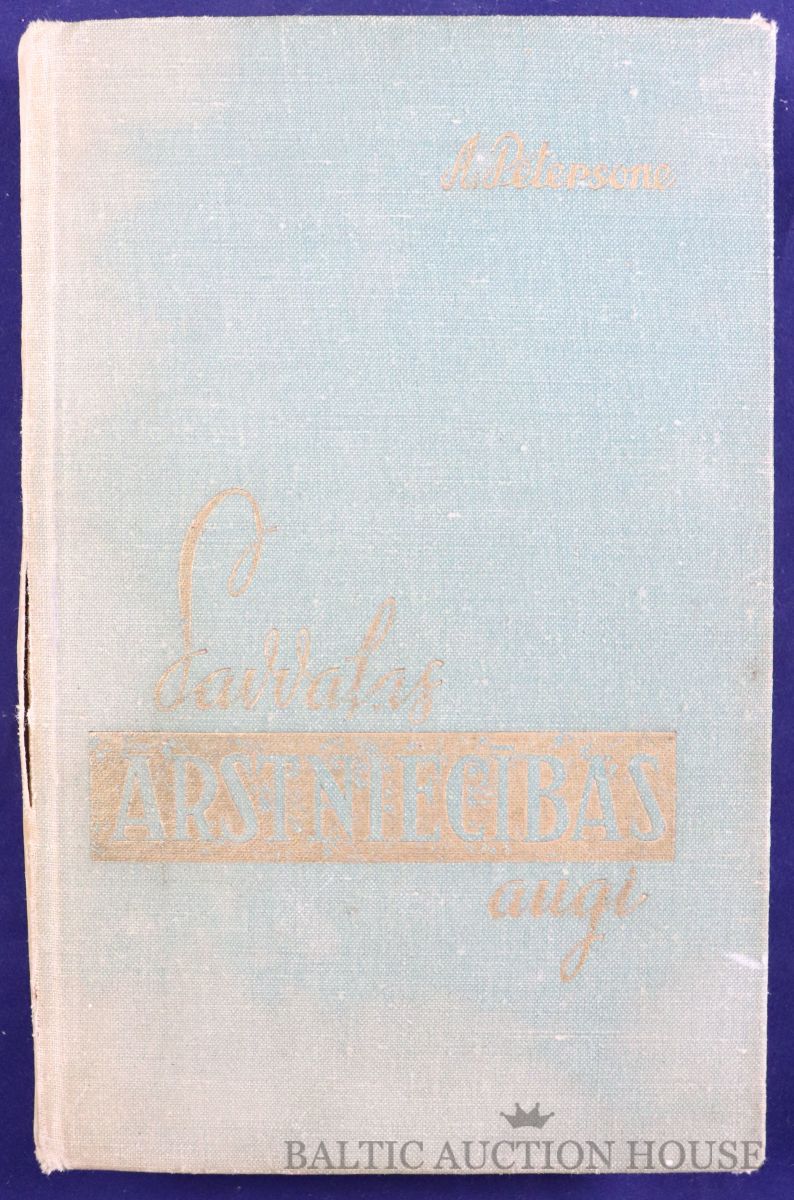 A. Pētersone
Savvaļas
ĀRSTNIECĪBAS
augi
BALTIC AUCTION HOUSE